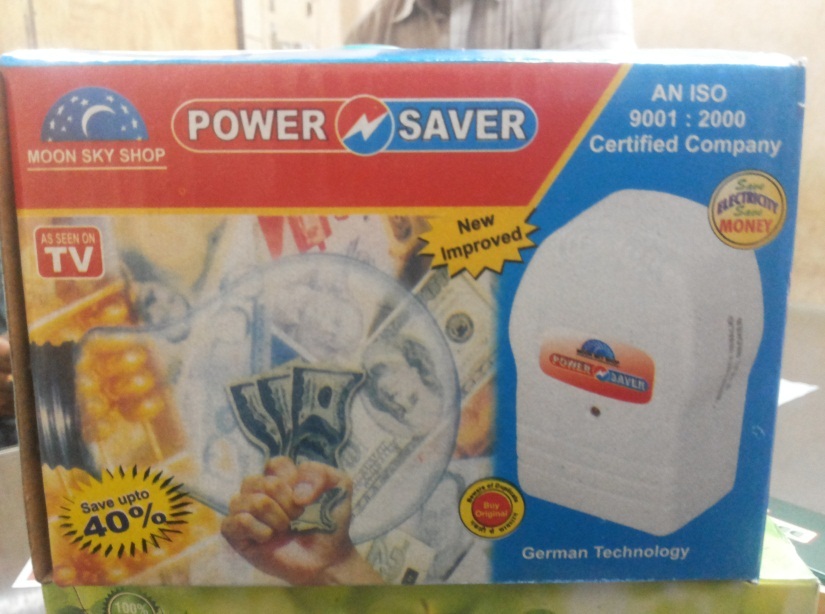 MOON SKY SHOP
POWER SAVER
AN ISO
9001 : 2000
Certified Company
Save
ELECTRICITY
Save
MONEY
AS SEEN ON
TV
New
Improved
POWER SAVER
Save upto
40%
Buy
Original
German Technology
100%